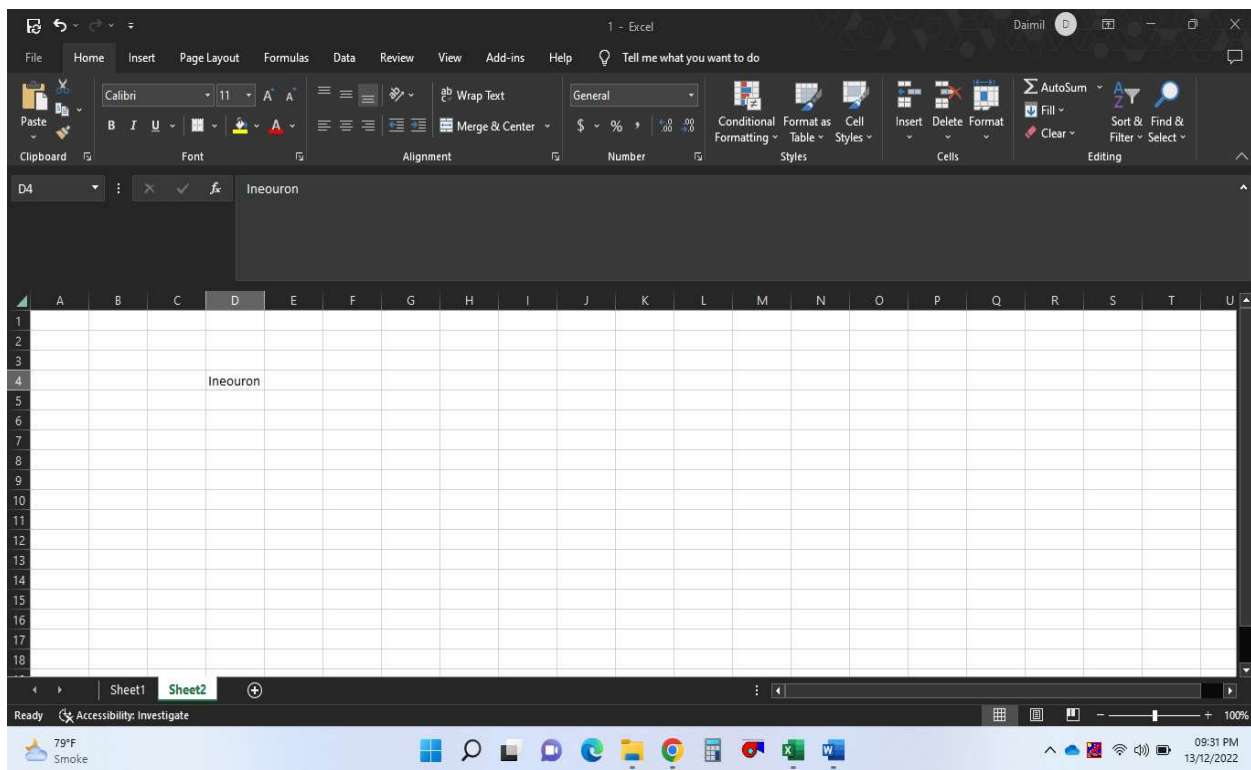 1 - Excel
Daimil D
File Home Insert Page Layout Formulas Data Review View Add-ins Help Tell me what you want to do
Paste
Calibri 11 A A
B I U A
ab Wrap Text
Merge & Center
General
$ % ,
Conditional Formatting
Format as Table
Cell Styles
Insert Delete Format
AutoSum
Fill
Clear
Sort & Filter
Find & Select
Clipboard Font Alignment Number Styles Cells Editing
D4 fx Ineouron
A B C D E F G H I J K L M N O P Q R S T U
1
2
3
4 Ineouron
5
6
7
8
9
10
11
12
13
14
15
16
17
18
Sheet1 Sheet2
Ready Accessibility: Investigate 100%
79°F
Smoke
09:31 PM
13/12/2022